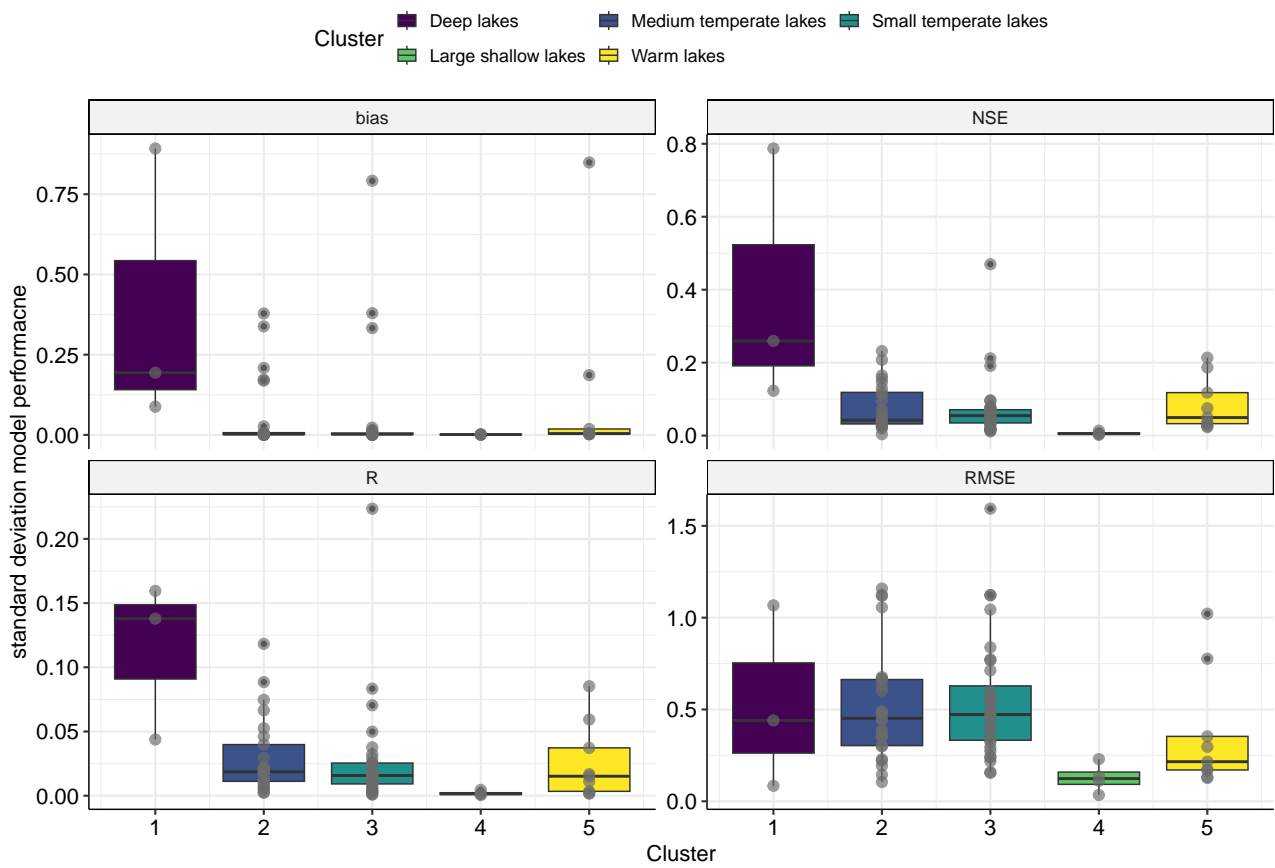 Cluster
Deep lakes
Medium temperate lakes
Small temperate lakes
Large shallow lakes
Warm lakes
standard deviation model performacne
bias
0.75
0.50
0.25
0.00
NSE
0.8
0.6
0.4
0.2
0.0
R
0.20
0.15
0.10
0.05
0.00
RMSE
1.5
1.0
0.5
0.0
1 2 3 4 5
1 2 3 4 5
Cluster